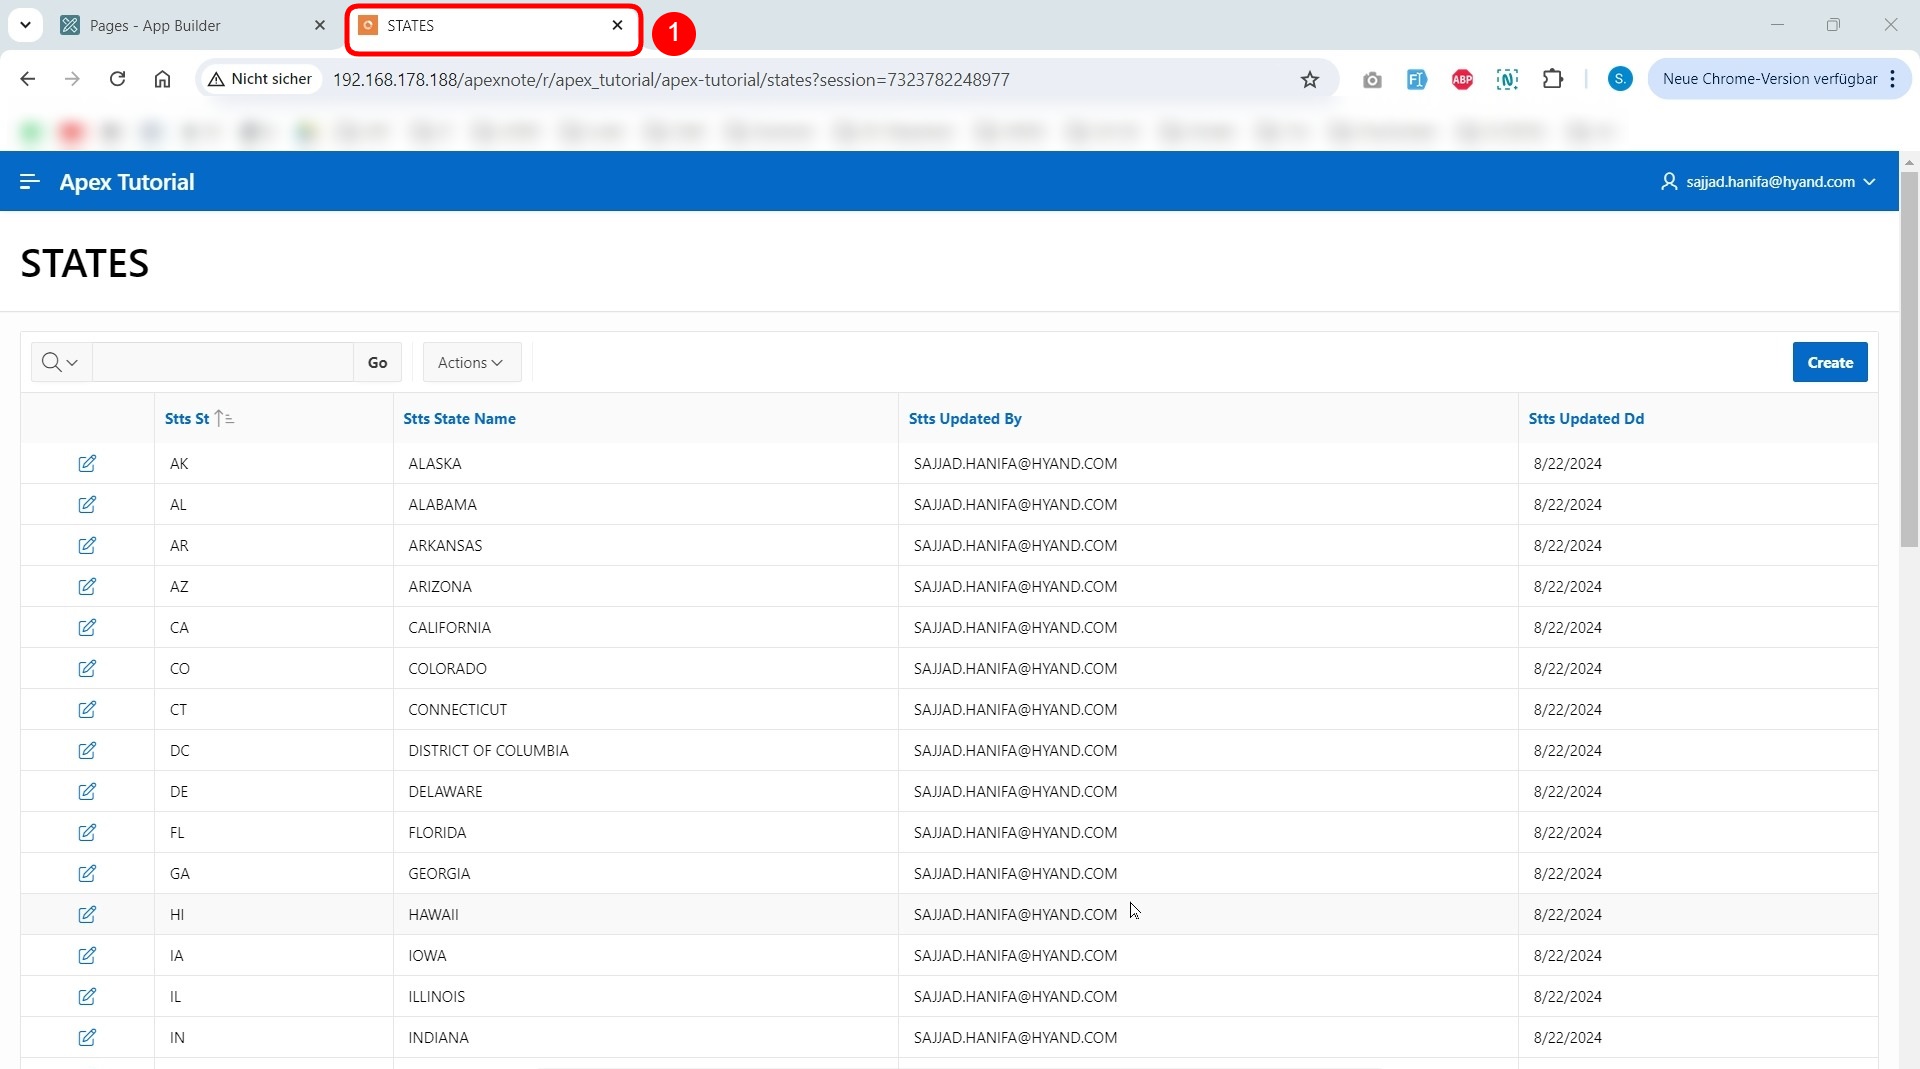 Pages - App Builder
STATES
1
Nicht sicher
192.168.178.188/apexnote/r/apex_tutorial/apex-tutorial/states?session=7323782248977
ABP
S.
Neue Chrome-Version verfügbar
Apex Tutorial
sajjad.hanifa@hyand.com
STATES
Go
Actions
Create
Stts St
Stts State Name
Stts Updated By
Stts Updated Dd
AK ALASKA SAJJAD.HANIFA@HYAND.COM 8/22/2024
AL ALABAMA SAJJAD.HANIFA@HYAND.COM 8/22/2024
AR ARKANSAS SAJJAD.HANIFA@HYAND.COM 8/22/2024
AZ ARIZONA SAJJAD.HANIFA@HYAND.COM 8/22/2024
CA CALIFORNIA SAJJAD.HANIFA@HYAND.COM 8/22/2024
CO COLORADO SAJJAD.HANIFA@HYAND.COM 8/22/2024
CT CONNECTICUT SAJJAD.HANIFA@HYAND.COM 8/22/2024
DC DISTRICT OF COLUMBIA SAJJAD.HANIFA@HYAND.COM 8/22/2024
DE DELAWARE SAJJAD.HANIFA@HYAND.COM 8/22/2024
FL FLORIDA SAJJAD.HANIFA@HYAND.COM 8/22/2024
GA GEORGIA SAJJAD.HANIFA@HYAND.COM 8/22/2024
HI HAWAII SAJJAD.HANIFA@HYAND.COM 8/22/2024
IA IOWA SAJJAD.HANIFA@HYAND.COM 8/22/2024
IL ILLINOIS SAJJAD.HANIFA@HYAND.COM 8/22/2024
IN INDIANA SAJJAD.HANIFA@HYAND.COM 8/22/2024